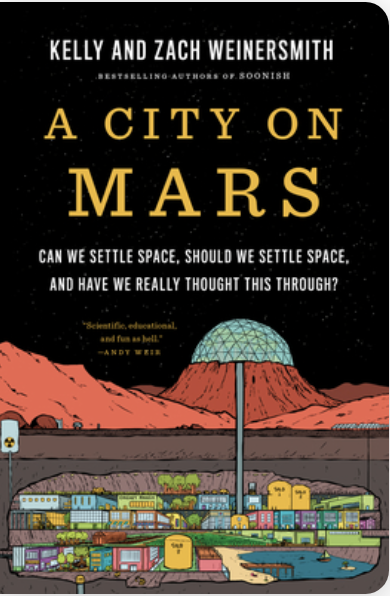 KELLY AND ZACH WEINERSMITH
BESTSELLING AUTHORS OF SOONISH
A CITY ON
MARS
CAN WE SETTLE SPACE, SHOULD WE SETTLE SPACE,
AND HAVE WE REALLY THOUGHT THIS THROUGH?
"Scientific, educational,
and fun as hell."
—ANDY WEIR